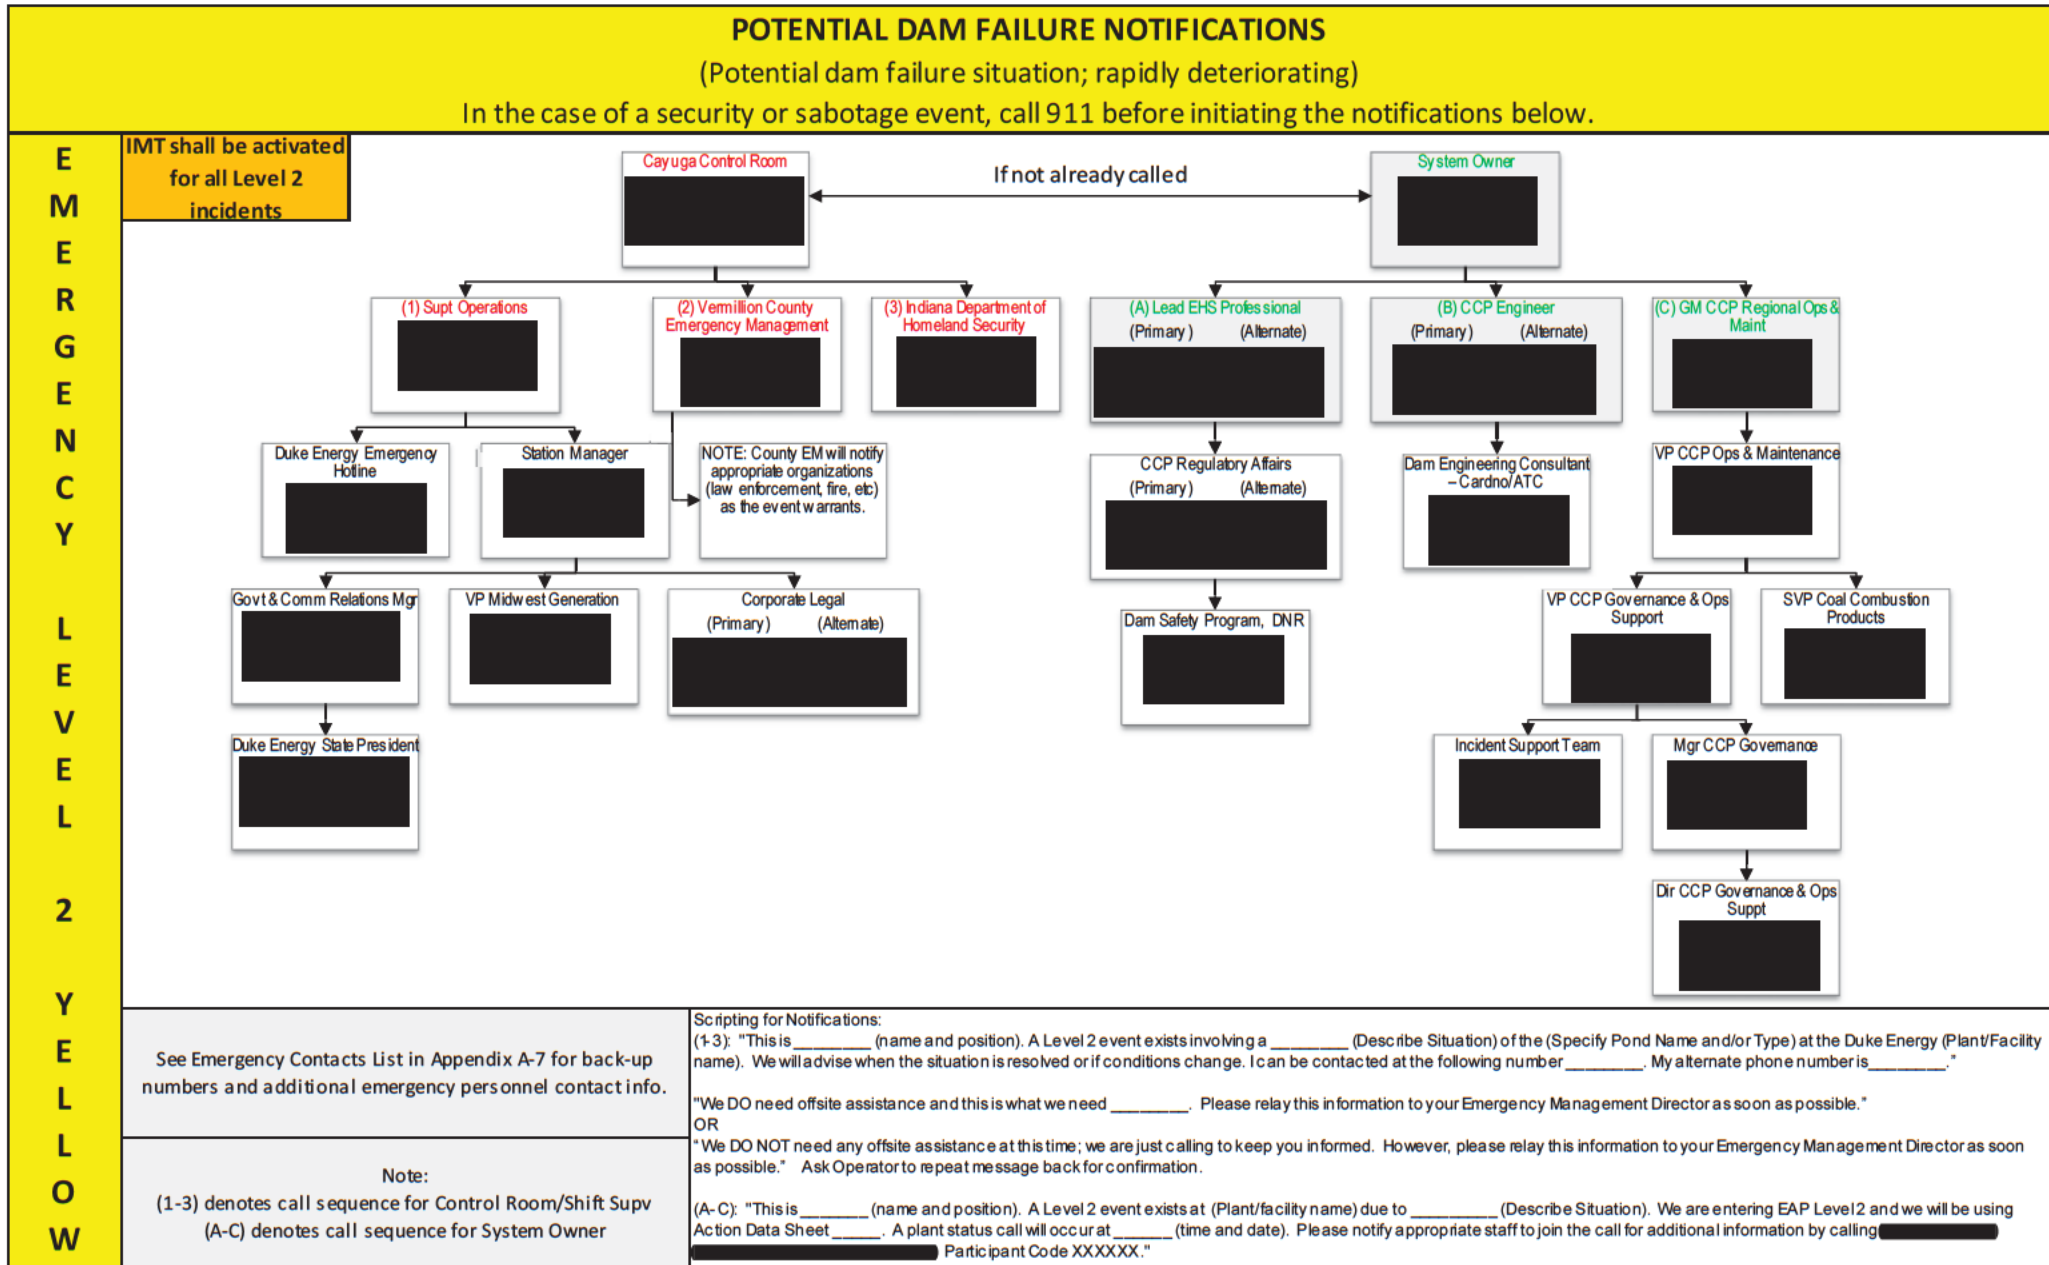 POTENTIAL DAM FAILURE NOTIFICATIONS
(Potential dam failure situation; rapidly deteriorating)
In the case of a security or sabotage event, call 911 before initiating the notifications below.
EMERGENCY LEVEL 2 YELLOW
IMT shall be activated
for all Level 2
incidents
Cayuga Control Room
If not already called
System Owner
(1) Supt Operations
(2) Vermillion County
Emergency Management
(3) Indiana Department of
Homeland Security
(A) Lead EHS Professional
(Primary) (Alternate)
(B) CCP Engineer
(Primary) (Alternate)
(C) GM CCP Regional Ops &
Maint
Duke Energy Emergency
Hotline
Station Manager
NOTE: County EM will notify
appropriate organizations
(law enforcement, fire, etc)
as the event warrants.
CCP Regulatory Affairs
(Primary) (Alternate)
Dam Engineering Consultant
– Cardno/ATC
VP CCP Ops & Maintenance
Govt & Comm Relations Mgr
VP Midwest Generation
Corporate Legal
(Primary) (Alternate)
Dam Safety Program, DNR
VP CCP Governance & Ops
Support
SVP Coal Combustion
Products
Duke Energy State President
Incident Support Team
Mgr CCP Governance
Dir CCP Governance & Ops
Suppt
See Emergency Contacts List in Appendix A-7 for back-up
numbers and additional emergency personnel contact info.
Note:
(1-3) denotes call sequence for Control Room/Shift Supv
(A-C) denotes call sequence for System Owner
Scripting for Notifications:
(1-3): "This is ________ (name and position). A Level 2 event exists involving a ________ (Describe Situation) of the (Specify Pond Name and/or Type) at the Duke Energy (Plant/Facility
name). We will advise when the situation is resolved or if conditions change. I can be contacted at the following number ________. My alternate phone number is________."
"We DO need offsite assistance and this is what we need ________. Please relay this information to your Emergency Management Director as soon as possible."
OR
"We DO NOT need any offsite assistance at this time; we are just calling to keep you informed. However, please relay this information to your Emergency Management Director as soon
as possible." Ask Operator to repeat message back for confirmation.
(A-C): "This is _______ (name and position). A Level 2 event exists at (Plant/facility name) due to _________ (Describe Situation). We are entering EAP Level 2 and we will be using
Action Data Sheet _____. A plant status call will occur at ______ (time and date). Please notify appropriate staff to join the call for additional information by calling
Participant Code XXXXXX."